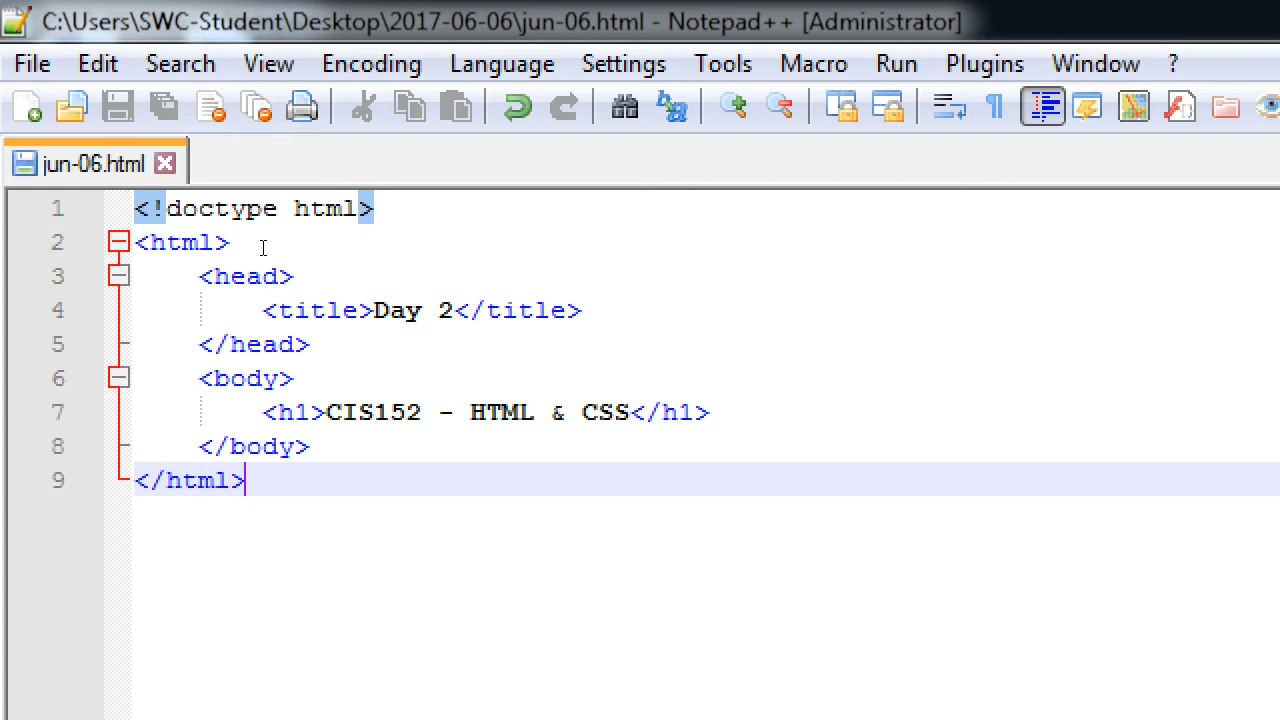 C:\Users\SWC-Student\Desktop\2017-06-06\jun-06.html - Notepad++ [Administrator]
File Edit Search View Encoding Language Settings Tools Macro Run Plugins Window ?
jun-06.html
1 <!doctype html>
2 <html>
3 <head>
4 <title>Day 2</title>
5 </head>
6 <body>
7 <h1>CIS152 - HTML & CSS</h1>
8 </body>
9 </html>